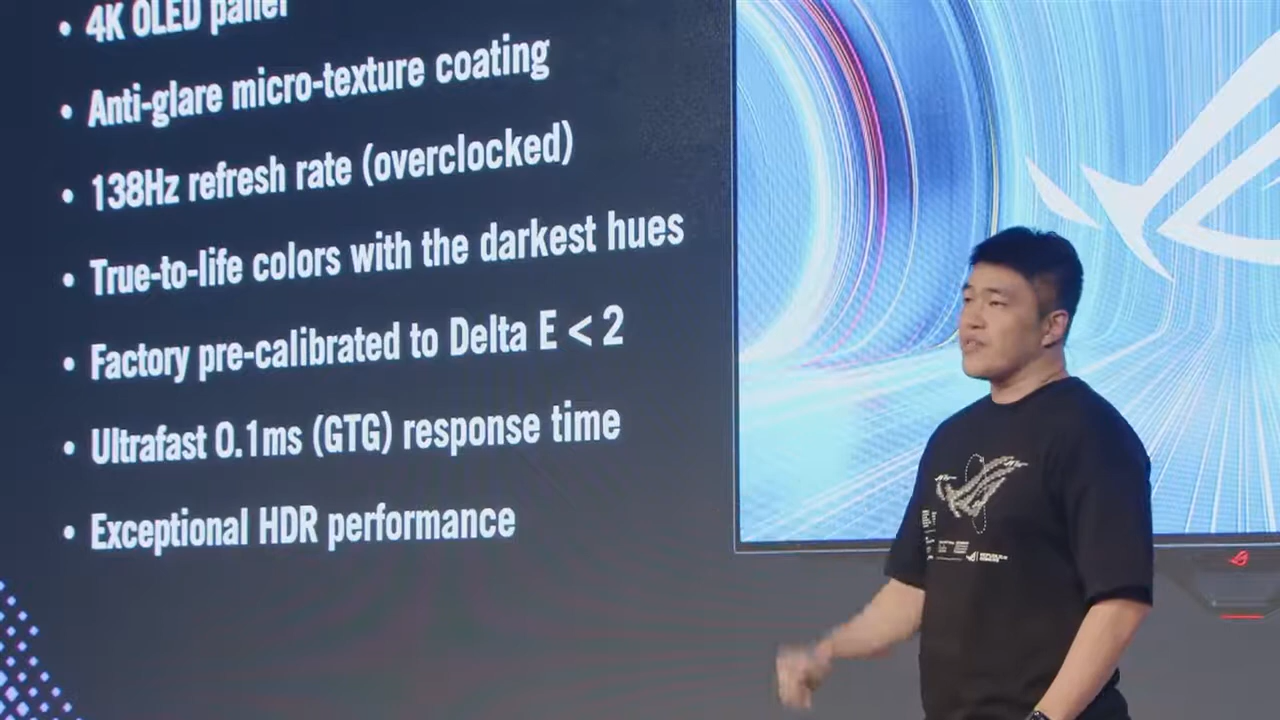 • 4K OLED panel
• Anti-glare micro-texture coating
• 138Hz refresh rate (overclocked)
• True-to-life colors with the darkest hues
• Factory pre-calibrated to Delta E < 2
• Ultrafast 0.1ms (GTG) response time
• Exceptional HDR performance